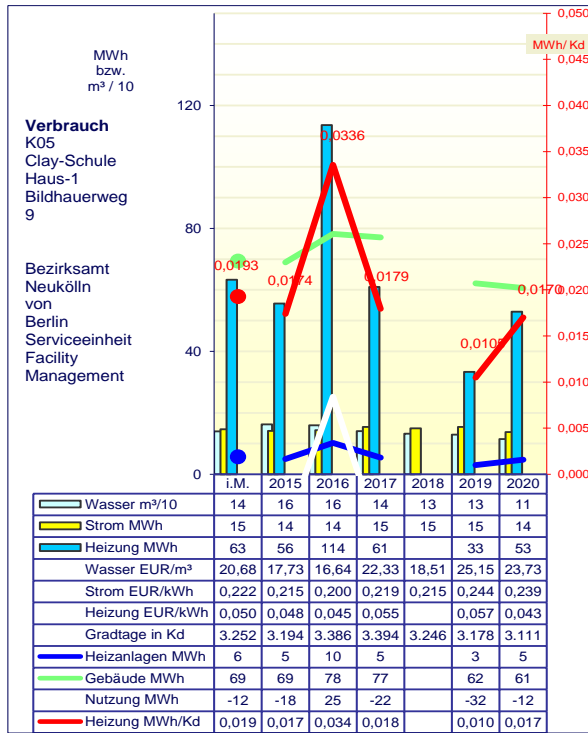 MWh
bzw.
m³ / 10
Verbrauch
K05
Clay-Schule
Haus-1
Bildhauerweg
9
Bezirksamt
Neukölln
von
Berlin
Serviceeinheit
Facility
Management
120
80
40
0
MWh/ Kd
0,050
0,045
0,040
0,035
0,030
0,025
0,020
0,015
0,010
0,005
0,000
0,0193
0,0174
0,0336
0,0179
0,0105
0,0170
i.M. 2015 2016 2017 2018 2019 2020
Wasser m³/10 14 16 16 14 13 13 11
Strom MWh 15 14 14 15 15 15 14
Heizung MWh 63 56 114 61 33 53
Wasser EUR/m³ 20,68 17,73 16,64 22,33 18,51 25,15 23,73
Strom EUR/kWh 0,222 0,215 0,200 0,219 0,215 0,244 0,239
Heizung EUR/kWh 0,050 0,048 0,045 0,055 0,057 0,043
Gradtage in Kd 3.252 3.194 3.386 3.394 3.246 3.178 3.111
Heizanlagen MWh 6 5 10 5 3 5
Gebäude MWh 69 69 78 77 62 61
Nutzung MWh -12 -18 25 -22 -32 -12
Heizung MWh/Kd 0,019 0,017 0,034 0,018 0,010 0,017